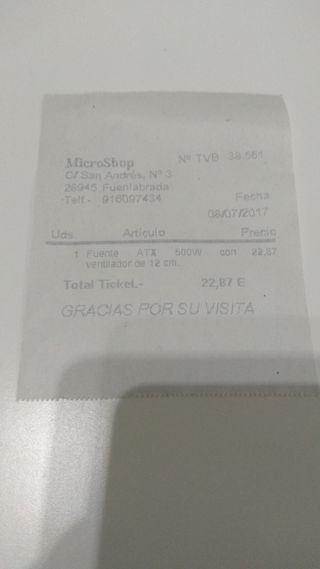 MicroShop
Nº TVB 38.561
C/ San Andrés, Nº 3
28945 Fuenlabrada
Telf.- 916097434
Fecha
08/07/2017
Uds. Artículo Precio
1 Fuente ATX 500W con 22,87
ventilador de 12 cm.
Total Ticket.- 22,87 E
GRACIAS POR SU VISITA